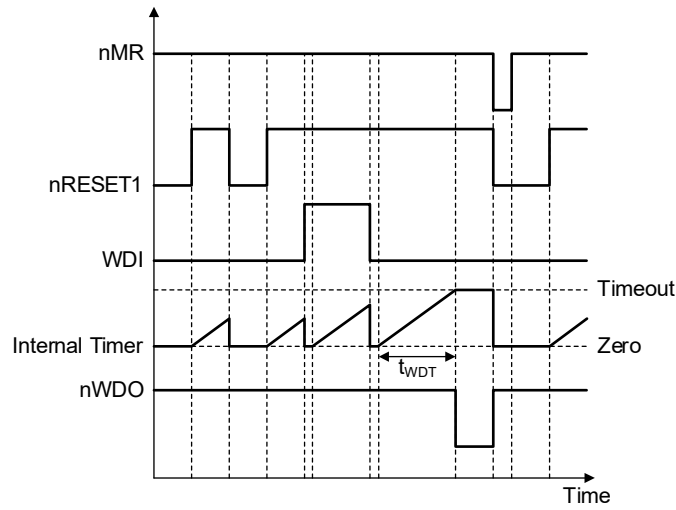 nMR
nRESET1
WDI
Timeout
Internal Timer
Zero
tWDT
nWDO
Time